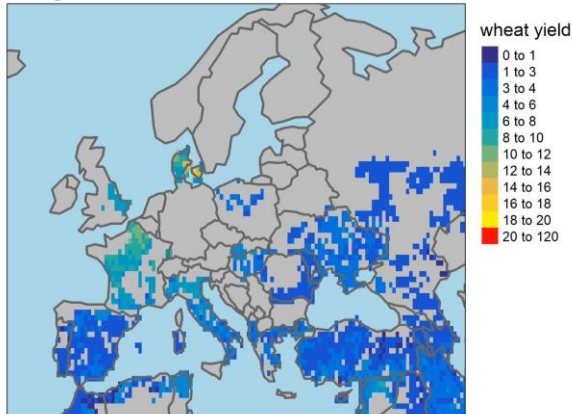 wheat yield
0 to 1
1 to 3
3 to 4
4 to 6
6 to 8
8 to 10
10 to 12
12 to 14
14 to 16
16 to 18
18 to 20
20 to 120